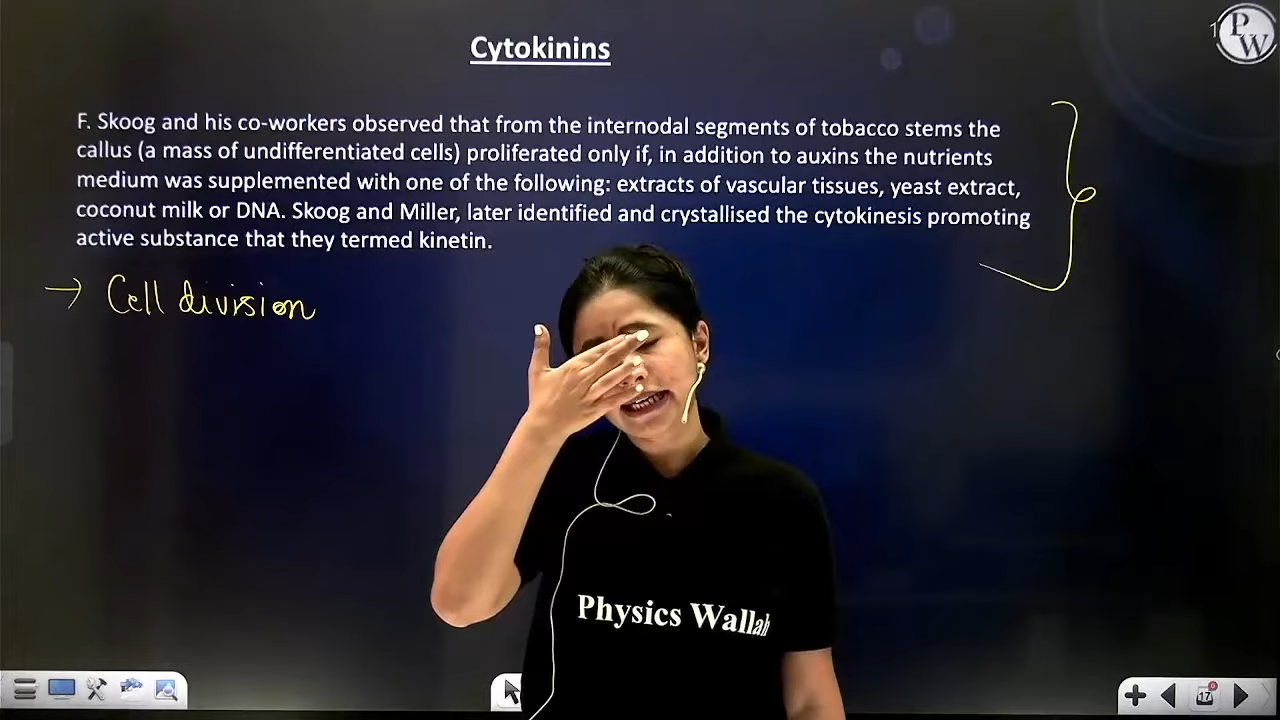 Cytokinins
PW
F. Skoog and his co-workers observed that from the internodal segments of tobacco stems the
callus (a mass of undifferentiated cells) proliferated only if, in addition to auxins the nutrients
medium was supplemented with one of the following: extracts of vascular tissues, yeast extract,
coconut milk or DNA. Skoog and Miller, later identified and crystallised the cytokinesis promoting
active substance that they termed kinetin.
→ Cell division
Physics Wallah
17